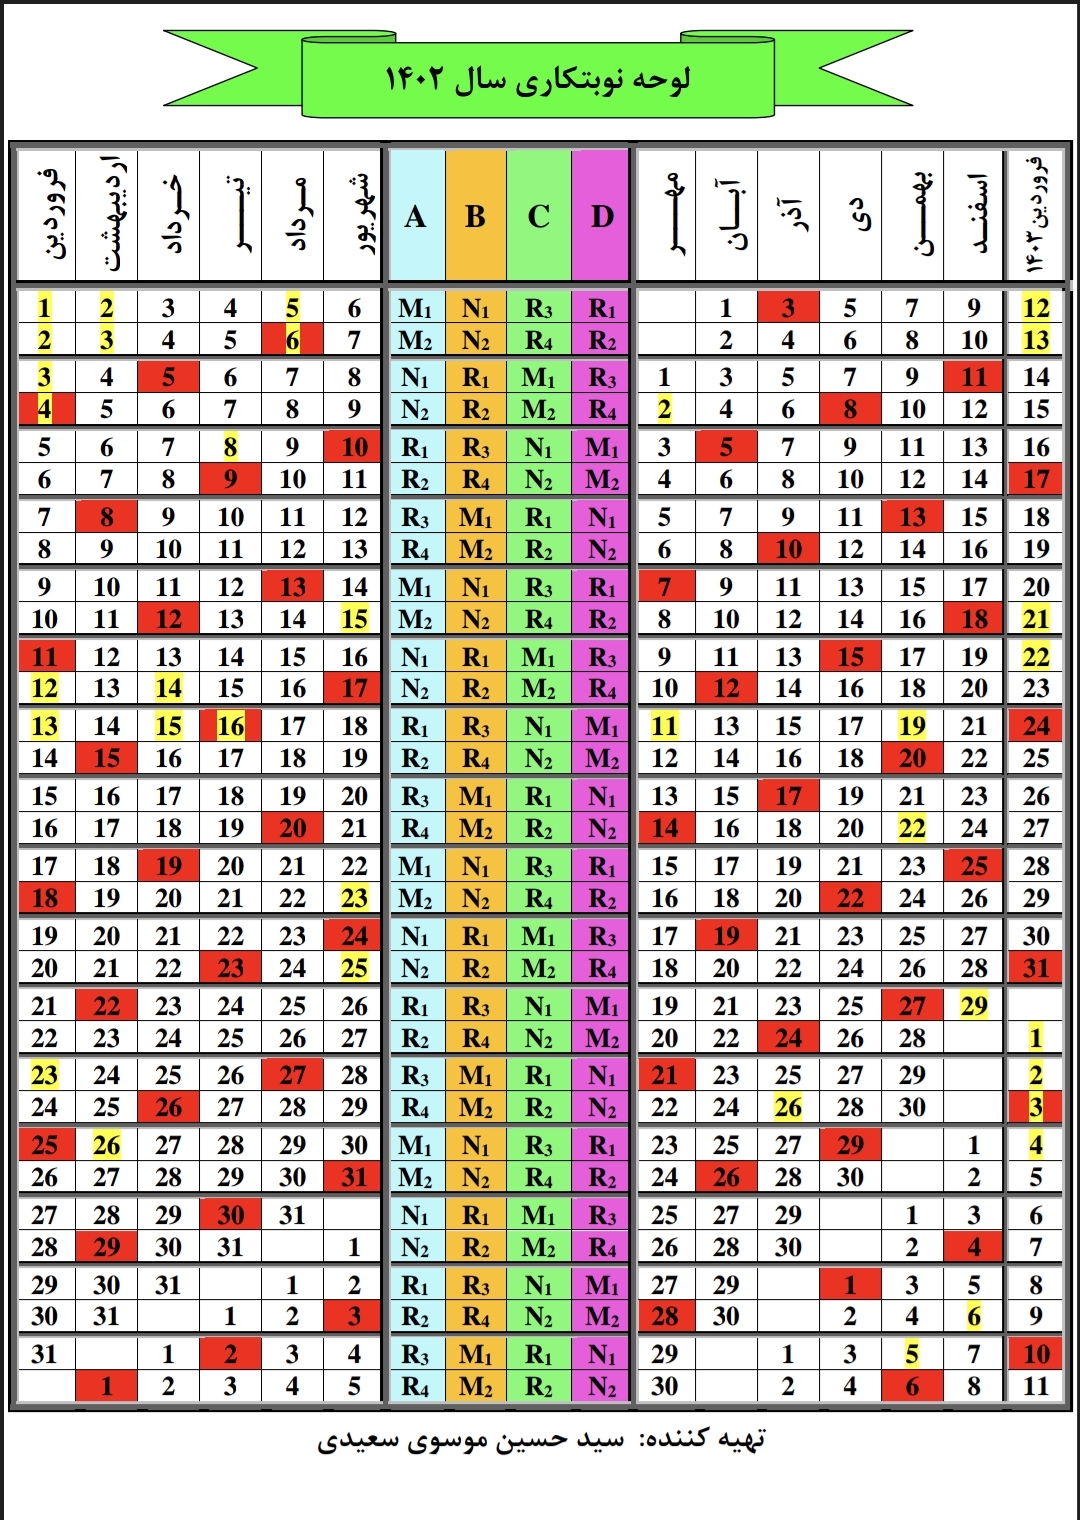 لوحه نوبتکاری سال ۱۴۰۲
فروردین اردیبهشت خرداد تیر مرداد شهریور A B C D مهر آبان آذر دی بهمن اسفند فروردین۱۴۰۳
1 2 3 4 5 6 M₁ N₁ R₃ R₁ 1 3 5 7 9 12
2 3 4 5 6 7 M₂ N₂ R₄ R₂ 2 4 6 8 10 13
3 4 5 6 7 8 N₁ R₁ M₁ R₃ 1 3 5 7 9 11 14
4 5 6 7 8 9 N₂ R₂ M₂ R₄ 2 4 6 8 10 12 15
5 6 7 8 9 10 R₁ R₃ N₁ M₁ 3 5 7 9 11 13 16
6 7 8 9 10 11 R₂ R₄ N₂ M₂ 4 6 8 10 12 14 17
7 8 9 10 11 12 R₃ M₁ R₁ N₁ 5 7 9 11 13 15 18
8 9 10 11 12 13 R₄ M₂ R₂ N₂ 6 8 10 12 14 16 19
9 10 11 12 13 14 M₁ N₁ R₃ R₁ 7 9 11 13 15 17 20
10 11 12 13 14 15 M₂ N₂ R₄ R₂ 8 10 12 14 16 18 21
11 12 13 14 15 16 N₁ R₁ M₁ R₃ 9 11 13 15 17 19 22
12 13 14 15 16 17 N₂ R₂ M₂ R₄ 10 12 14 16 18 20 23
13 14 15 16 17 18 R₁ R₃ N₁ M₁ 11 13 15 17 19 21 24
14 15 16 17 18 19 R₂ R₄ N₂ M₂ 12 14 16 18 20 22 25
15 16 17 18 19 20 R₃ M₁ R₁ N₁ 13 15 17 19 21 23 26
16 17 18 19 20 21 R₄ M₂ R₂ N₂ 14 16 18 20 22 24 27
17 18 19 20 21 22 M₁ N₁ R₃ R₁ 15 17 19 21 23 25 28
18 19 20 21 22 23 M₂ N₂ R₄ R₂ 16 18 20 22 24 26 29
19 20 21 22 23 24 N₁ R₁ M₁ R₃ 17 19 21 23 25 27 30
20 21 22 23 24 25 N₂ R₂ M₂ R₄ 18 20 22 24 26 28 31
21 22 23 24 25 26 R₁ R₃ N₁ M₁ 19 21 23 25 27 29
22 23 24 25 26 27 R₂ R₄ N₂ M₂ 20 22 24 26 28 1
23 24 25 26 27 28 R₃ M₁ R₁ N₁ 21 23 25 27 29 2
24 25 26 27 28 29 R₄ M₂ R₂ N₂ 22 24 26 28 30 3
25 26 27 28 29 30 M₁ N₁ R₃ R₁ 23 25 27 29 1 4
26 27 28 29 30 31 M₂ N₂ R₄ R₂ 24 26 28 30 2 5
27 28 29 30 31 N₁ R₁ M₁ R₃ 25 27 29 1 3 6
28 29 30 31 1 N₂ R₂ M₂ R₄ 26 28 30 2 4 7
29 30 31 1 2 R₁ R₃ N₁ M₁ 27 29 1 3 5 8
30 31 1 2 3 R₂ R₄ N₂ M₂ 28 30 2 4 6 9
31 1 2 3 4 R₃ M₁ R₁ N₁ 29 1 3 5 7 10
1 2 3 4 5 R₄ M₂ R₂ N₂ 30 2 4 6 8 11
تهیه کننده: سید حسین موسوی سعیدی